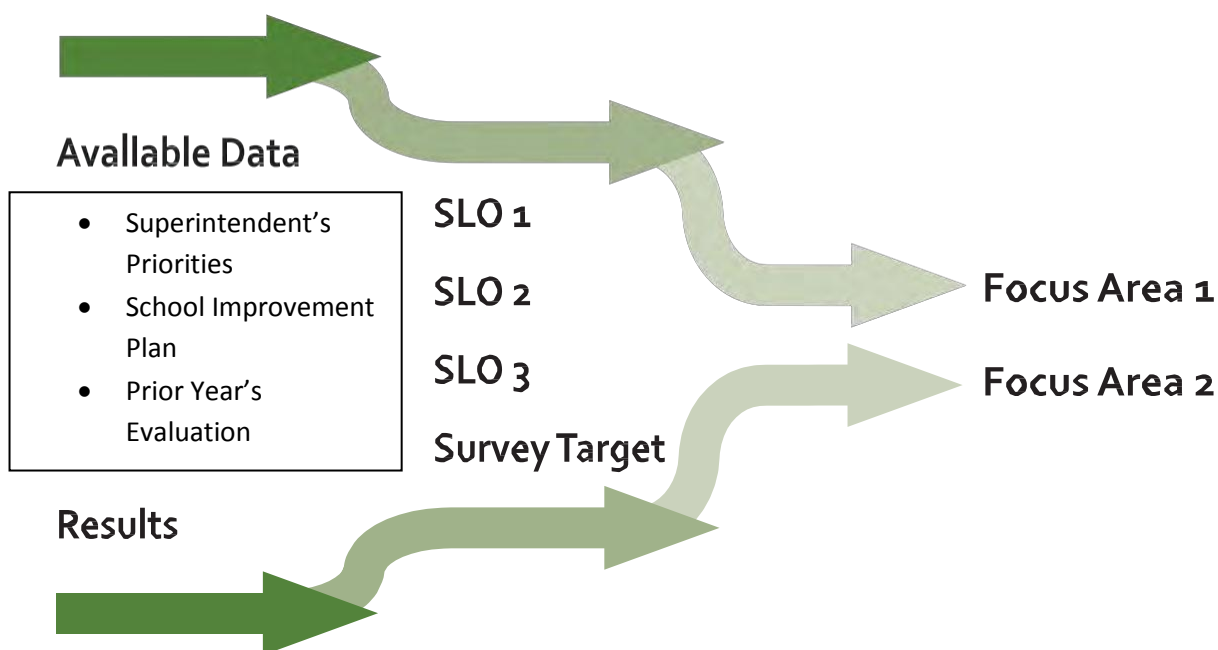 Avallable Data
• Superintendent's
Priorities
• School Improvement
Plan
• Prior Year's
Evaluation
Results
SLO 1
SLO 2
SLO 3
Survey Target
Focus Area 1
Focus Area 2